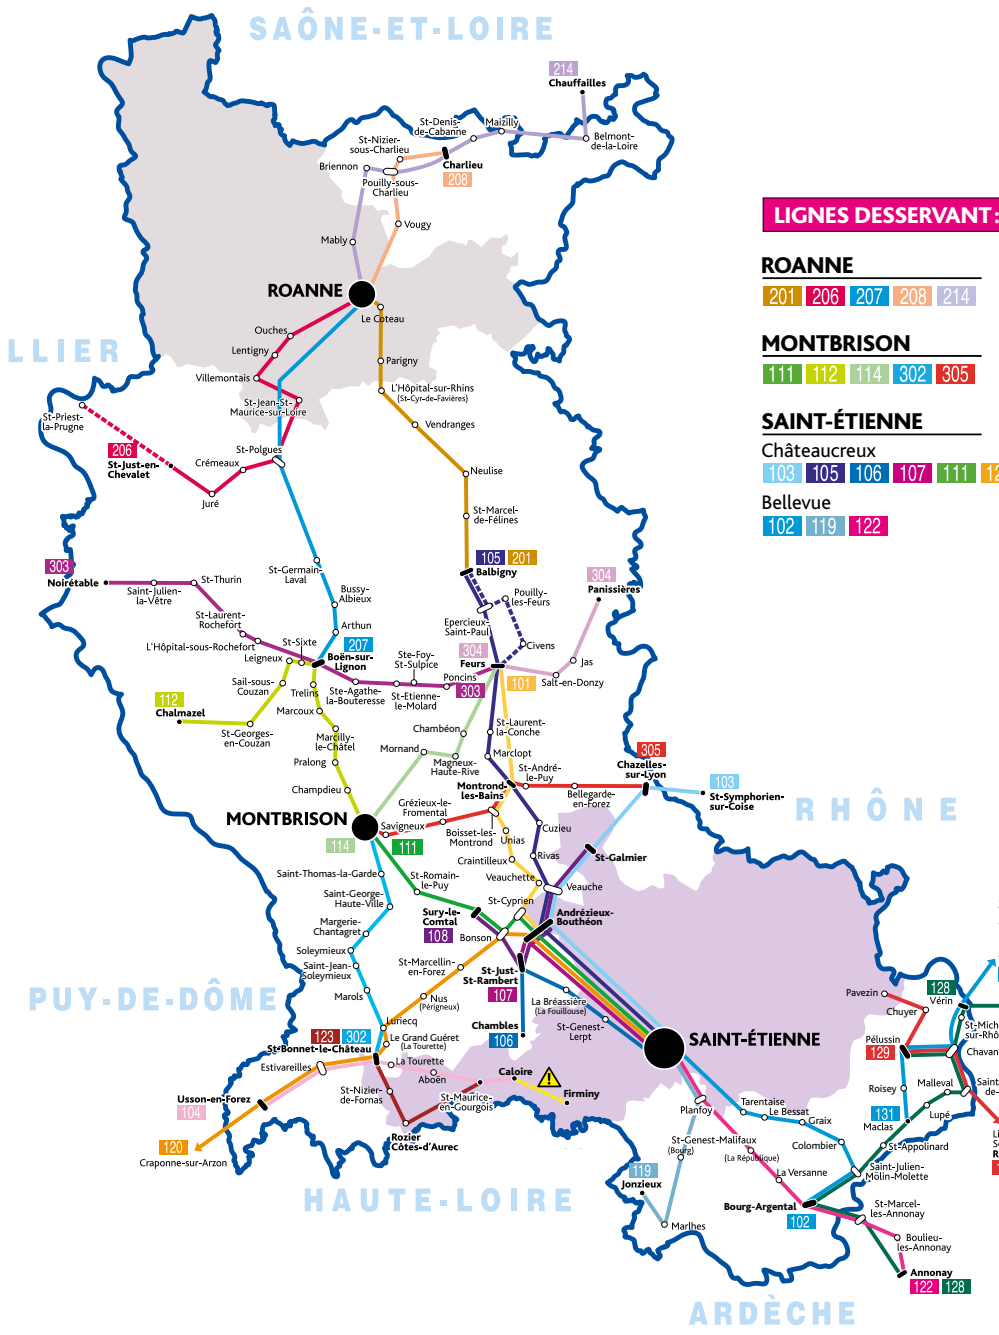 SAÔNE-ET-LOIRE
214
Chauffailles
St-Denis-
de-Cabanne
Maizilly
Belmont-
de-la-Loire
St-Nizier-
sous-Charlieu
Briennon
Charlieu
208
Pouilly-sous-
Charlieu
Vougy
Mably
ROANNE
Le Coteau
Ouches
Lentigny
Villemontais
Parigny
L'Hôpital-sur-Rhins
(St-Cyr-de-Favières)
St-Jean-St-
Maurice-sur-Loire
Vendranges
LLIER
St-Priest-
la-Prugne
206
St-Just-en-
Chevalet
Crémeaux
St-Polgues
Juré
Neulise
St-Marcel-
de-Félines
105
201
Balbigny
303
Noirétable
Saint-Julien-
la-Vêtre
St-Thurin
St-Germain-
Laval
Bussy-
Albieux
Arthun
St-Laurent-
Rochefort
L'Hôpital-sous-Rochefort
St-Sixte
207
Boën-sur-
Lignon
Leigneux
Sail-sous-
Couzan
Trelins
Ste-Agathe-
la-Bouteresse
Ste-Foy-
St-Sulpice
St-Etienne-
le-Molard
Poncins
303
304
Feurs
101
Epercieux-
Saint-Paul
Pouilly-
les-Feurs
Civens
304
Panissières
Jas
Salt-en-Donzy
112
Chalmazel
St-Georges-
en-Couzan
Marcoux
Marcilly-
le-Châtel
Pralong
Champdieu
Chambéon
Mornand
Magneux-
Haute-Rive
St-Laurent-
la-Conche
Marclopt
St-André-
le-Puy
Montrond-
les-Bains
Bellegarde-
en-Forez
305
Chazelles-
sur-Lyon
103
St-Symphorien-
sur-Coise
RHÔNE
MONTBRISON
114
111
Savigneux
Grézieux-le-
Fromental
Boisset-les-
Montrond
Unias
Cuzieu
Craintilleux
Rivas
St-Galmier
Veauchette
Veauche
Saint-Thomas-la-Garde
St-Romain-
le-Puy
Saint-George-
Haute-Ville
Margerie-
Chantagret
Soleymieux
Saint-Jean-
Soleymieux
Marols
Sury-le-
Comtal
108
St-Cyprien
Andrézieux-
Bouthéon
Bonson
St-Marcellin-
en-Forez
St-Just-
St-Rambert
107
Nus
(Périgneux)
Luriecq
Chambles
106
La Bréassière
(La Fouillouse)
St-Genest-
Lerpt
SAINT-ÉTIENNE
PUY-DE-DÔME
123
302
St-Bonnet-le-Château
Le Grand Guéret
(La Tourette)
La Tourette
Aboën
Estivareilles
St-Nizier-
de-Fornas
St-Maurice-
en-Gourgois
Caloire
Firminy
Usson-en-Forez
104
120
Craponne-sur-Arzon
Rozier
Côtes-d'Aurec
HAUTE-LOIRE
Planfoy
Tarentaise
Le Bessat
Graix
Colombier
St-Genest-Malifaux
(Bourg)
(La République)
119
Jonzieux
Marlhes
La Versanne
Bourg-Argental
102
Saint-Julien-
Molin-Molette
St-Marcel-
les-Annonay
Boulieu-
les-Annonay
Annonay
122
128
ARDÈCHE
Pavezin
Chuyer
128
Vérin
St-Mich
sur-Rhô
Pélussin
129
Chavan
Roisey
Malleval
Saint
de-
Lupé
131
Maclas
St-Appolinard
LIGNES DESSERVANT :
ROANNE
201 206 207 208 214
MONTBRISON
111 112 114 302 305
SAINT-ÉTIENNE
Châteaucreux
103 105 106 107 111 12
Bellevue
102 119 122